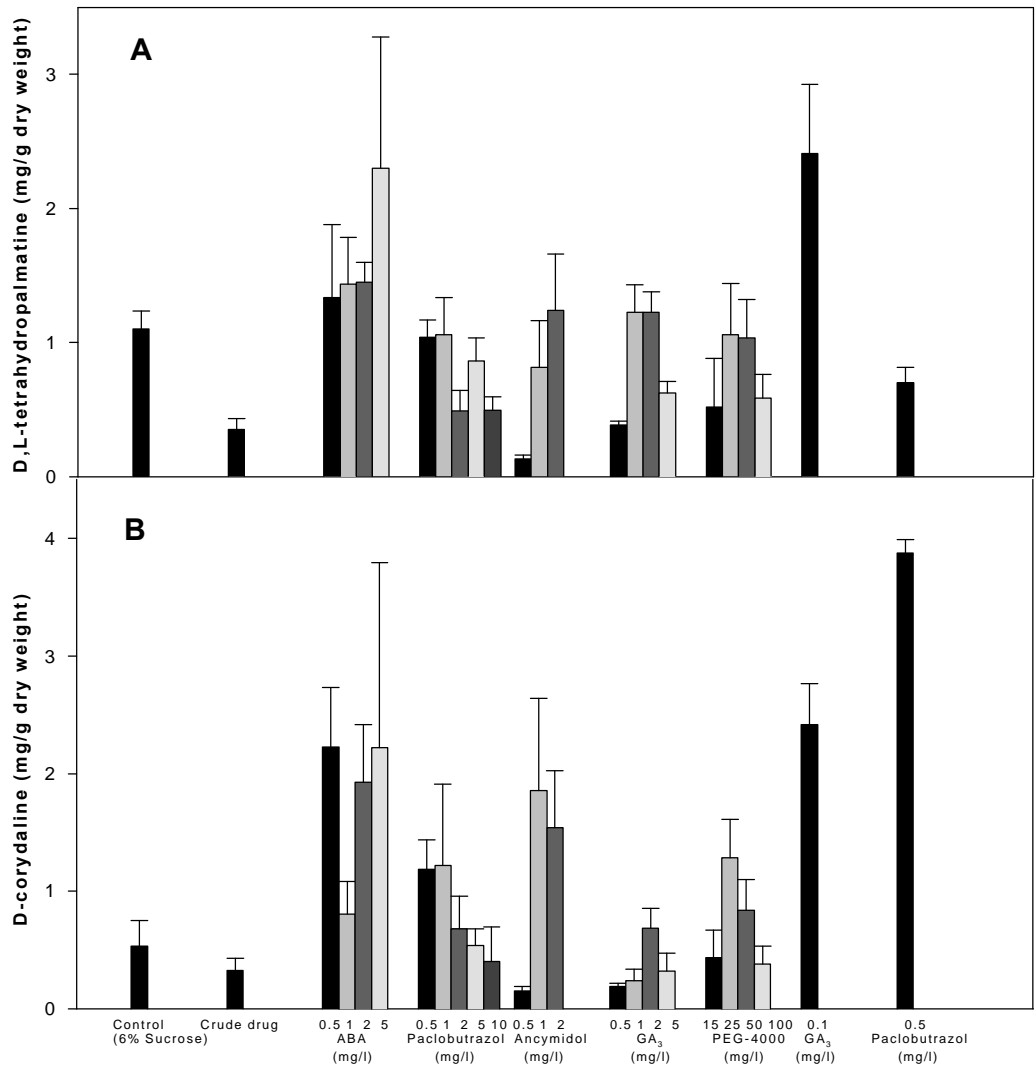 A
D,L-tetrahydropalmatine (mg/g dry weight)
3
2
1
0
B
D-corydaline (mg/g dry weight)
4
3
2
1
0
Control
(6% Sucrose)
Crude drug
0.5 1 2 5
ABA
(mg/l)
0.5 1 2 5 10
Paclobutrazol
(mg/l)
0.5 1 2
Ancymidol
(mg/l)
0.5 1 2 5
GA₃
(mg/l)
15 25 50 100
PEG-4000
(mg/l)
0.1
GA₃
(mg/l)
0.5
Paclobutrazol
(mg/l)